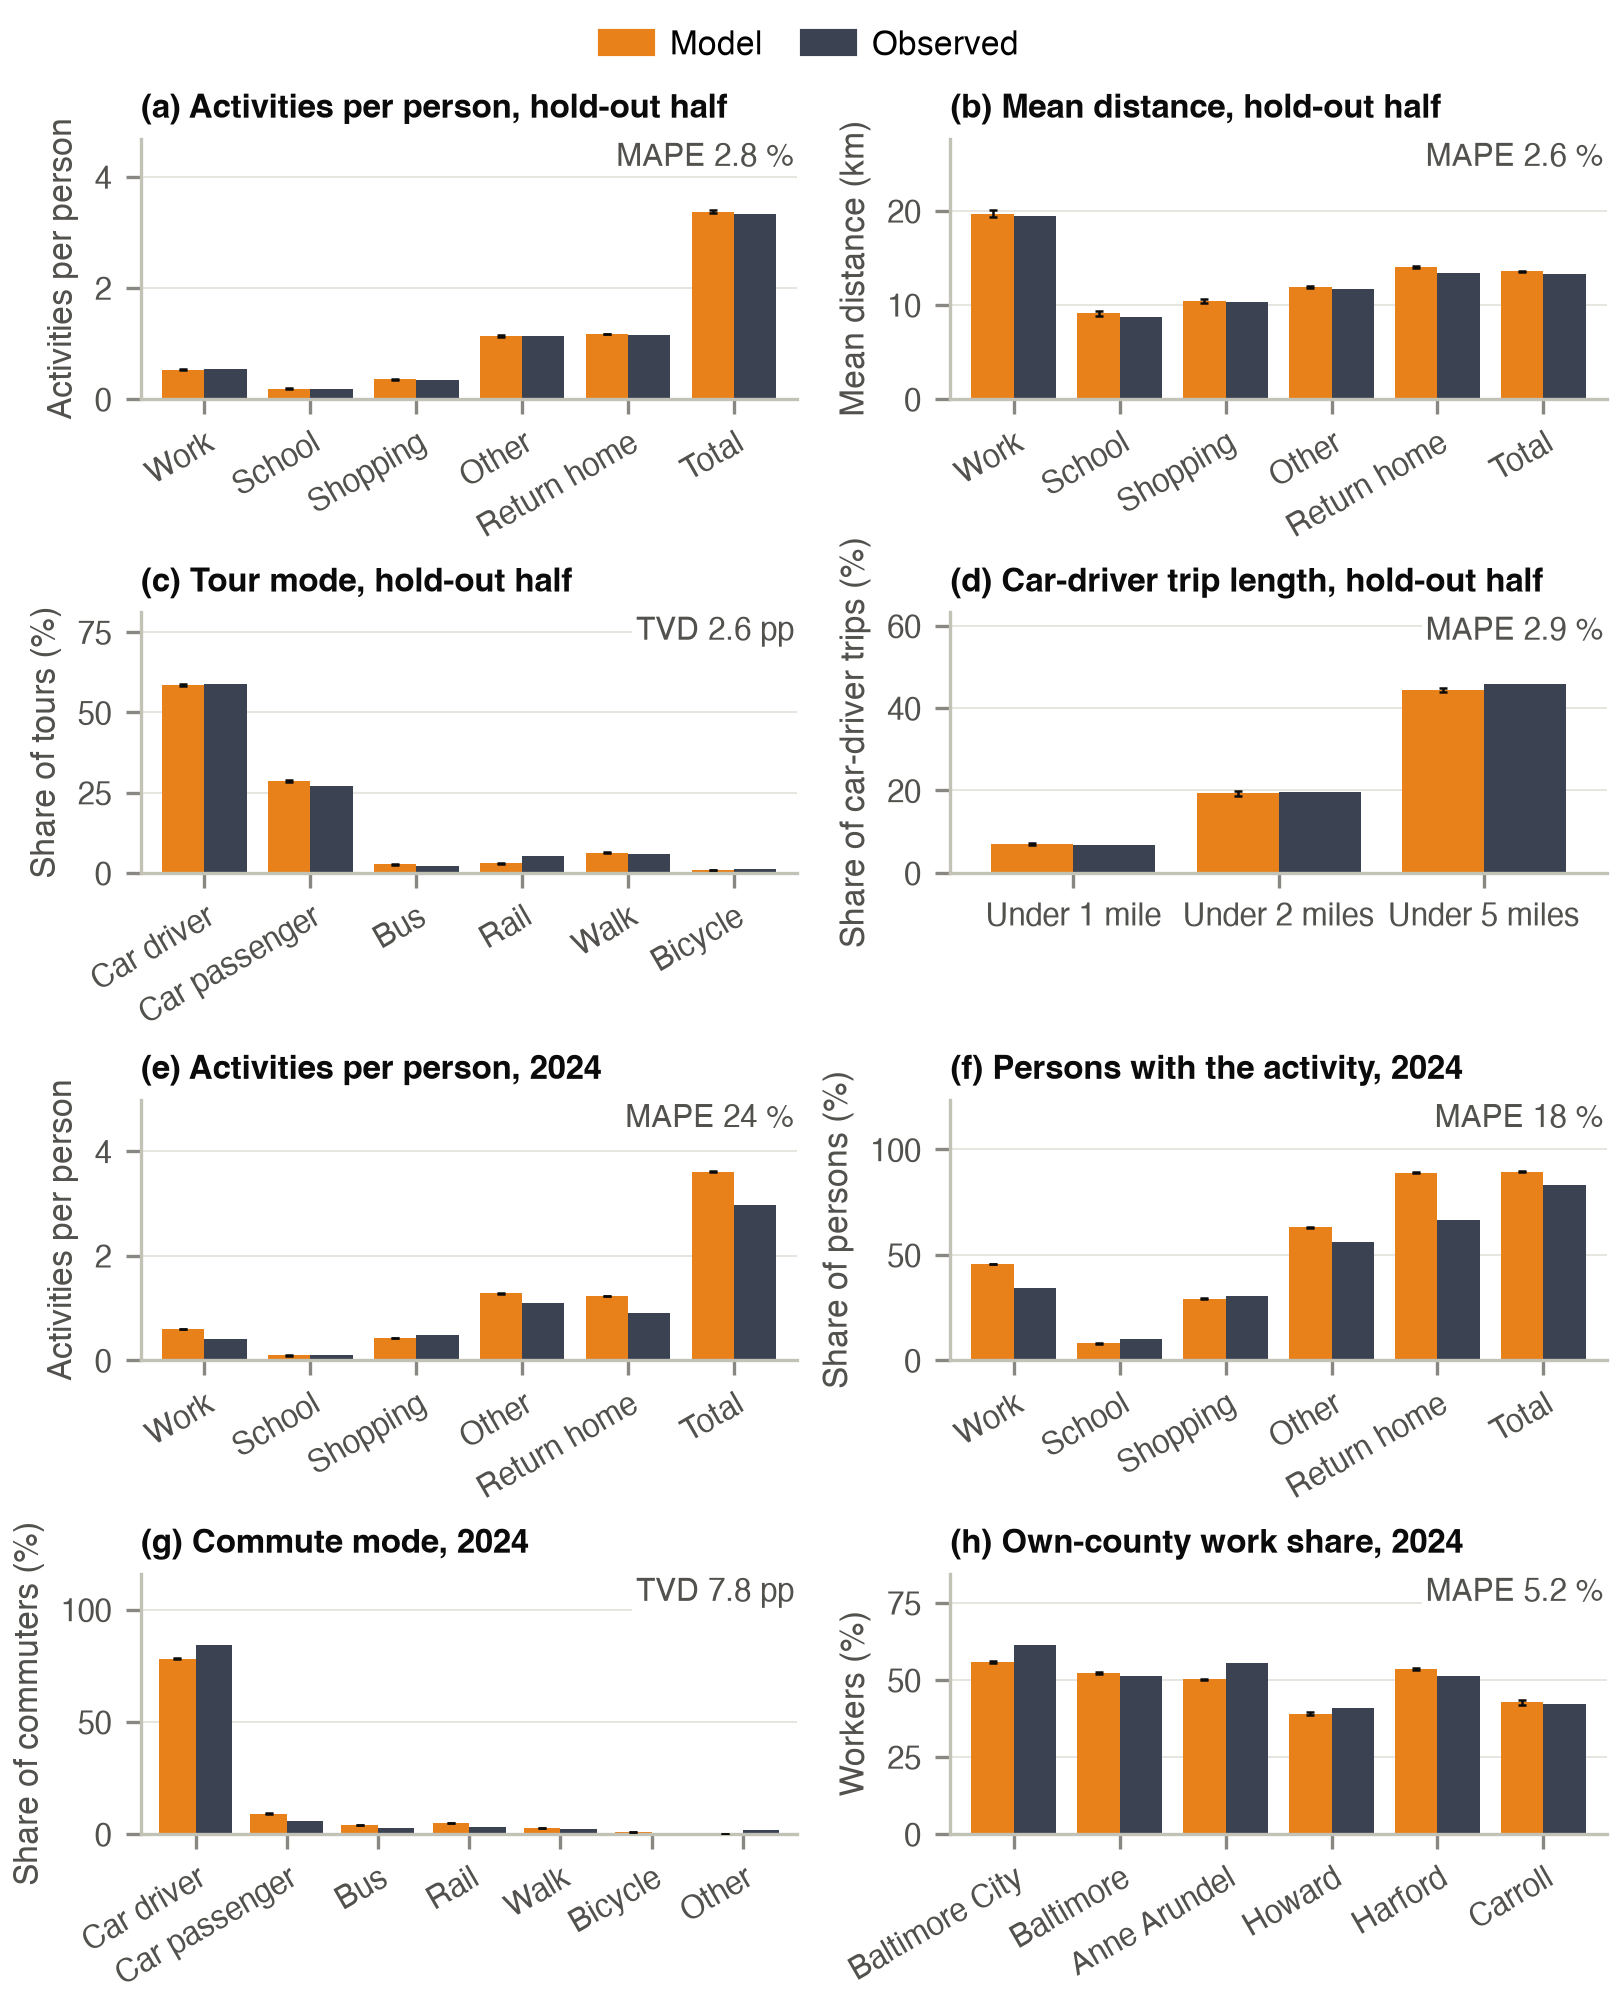 Model Observed
(a) Activities per person, hold-out half
MAPE 2.8 %
Activities per person
4
2
0
Work School Shopping Other Return home Total
(b) Mean distance, hold-out half
MAPE 2.6 %
Mean distance (km)
20
10
0
Work School Shopping Other Return home Total
(c) Tour mode, hold-out half
TVD 2.6 pp
Share of tours (%)
75
50
25
0
Car driver Car passenger Bus Rail Walk Bicycle
(d) Car-driver trip length, hold-out half
MAPE 2.9 %
Share of car-driver trips (%)
60
40
20
0
Under 1 mile Under 2 miles Under 5 miles
(e) Activities per person, 2024
MAPE 24 %
Activities per person
4
2
0
Work School Shopping Other Return home Total
(f) Persons with the activity, 2024
MAPE 18 %
Share of persons (%)
100
50
0
Work School Shopping Other Return home Total
(g) Commute mode, 2024
TVD 7.8 pp
Share of commuters (%)
100
50
0
Car driver Car passenger Bus Rail Walk Bicycle Other
(h) Own-county work share, 2024
MAPE 5.2 %
Workers (%)
75
50
25
0
Baltimore City Baltimore Anne Arundel Howard Harford Carroll